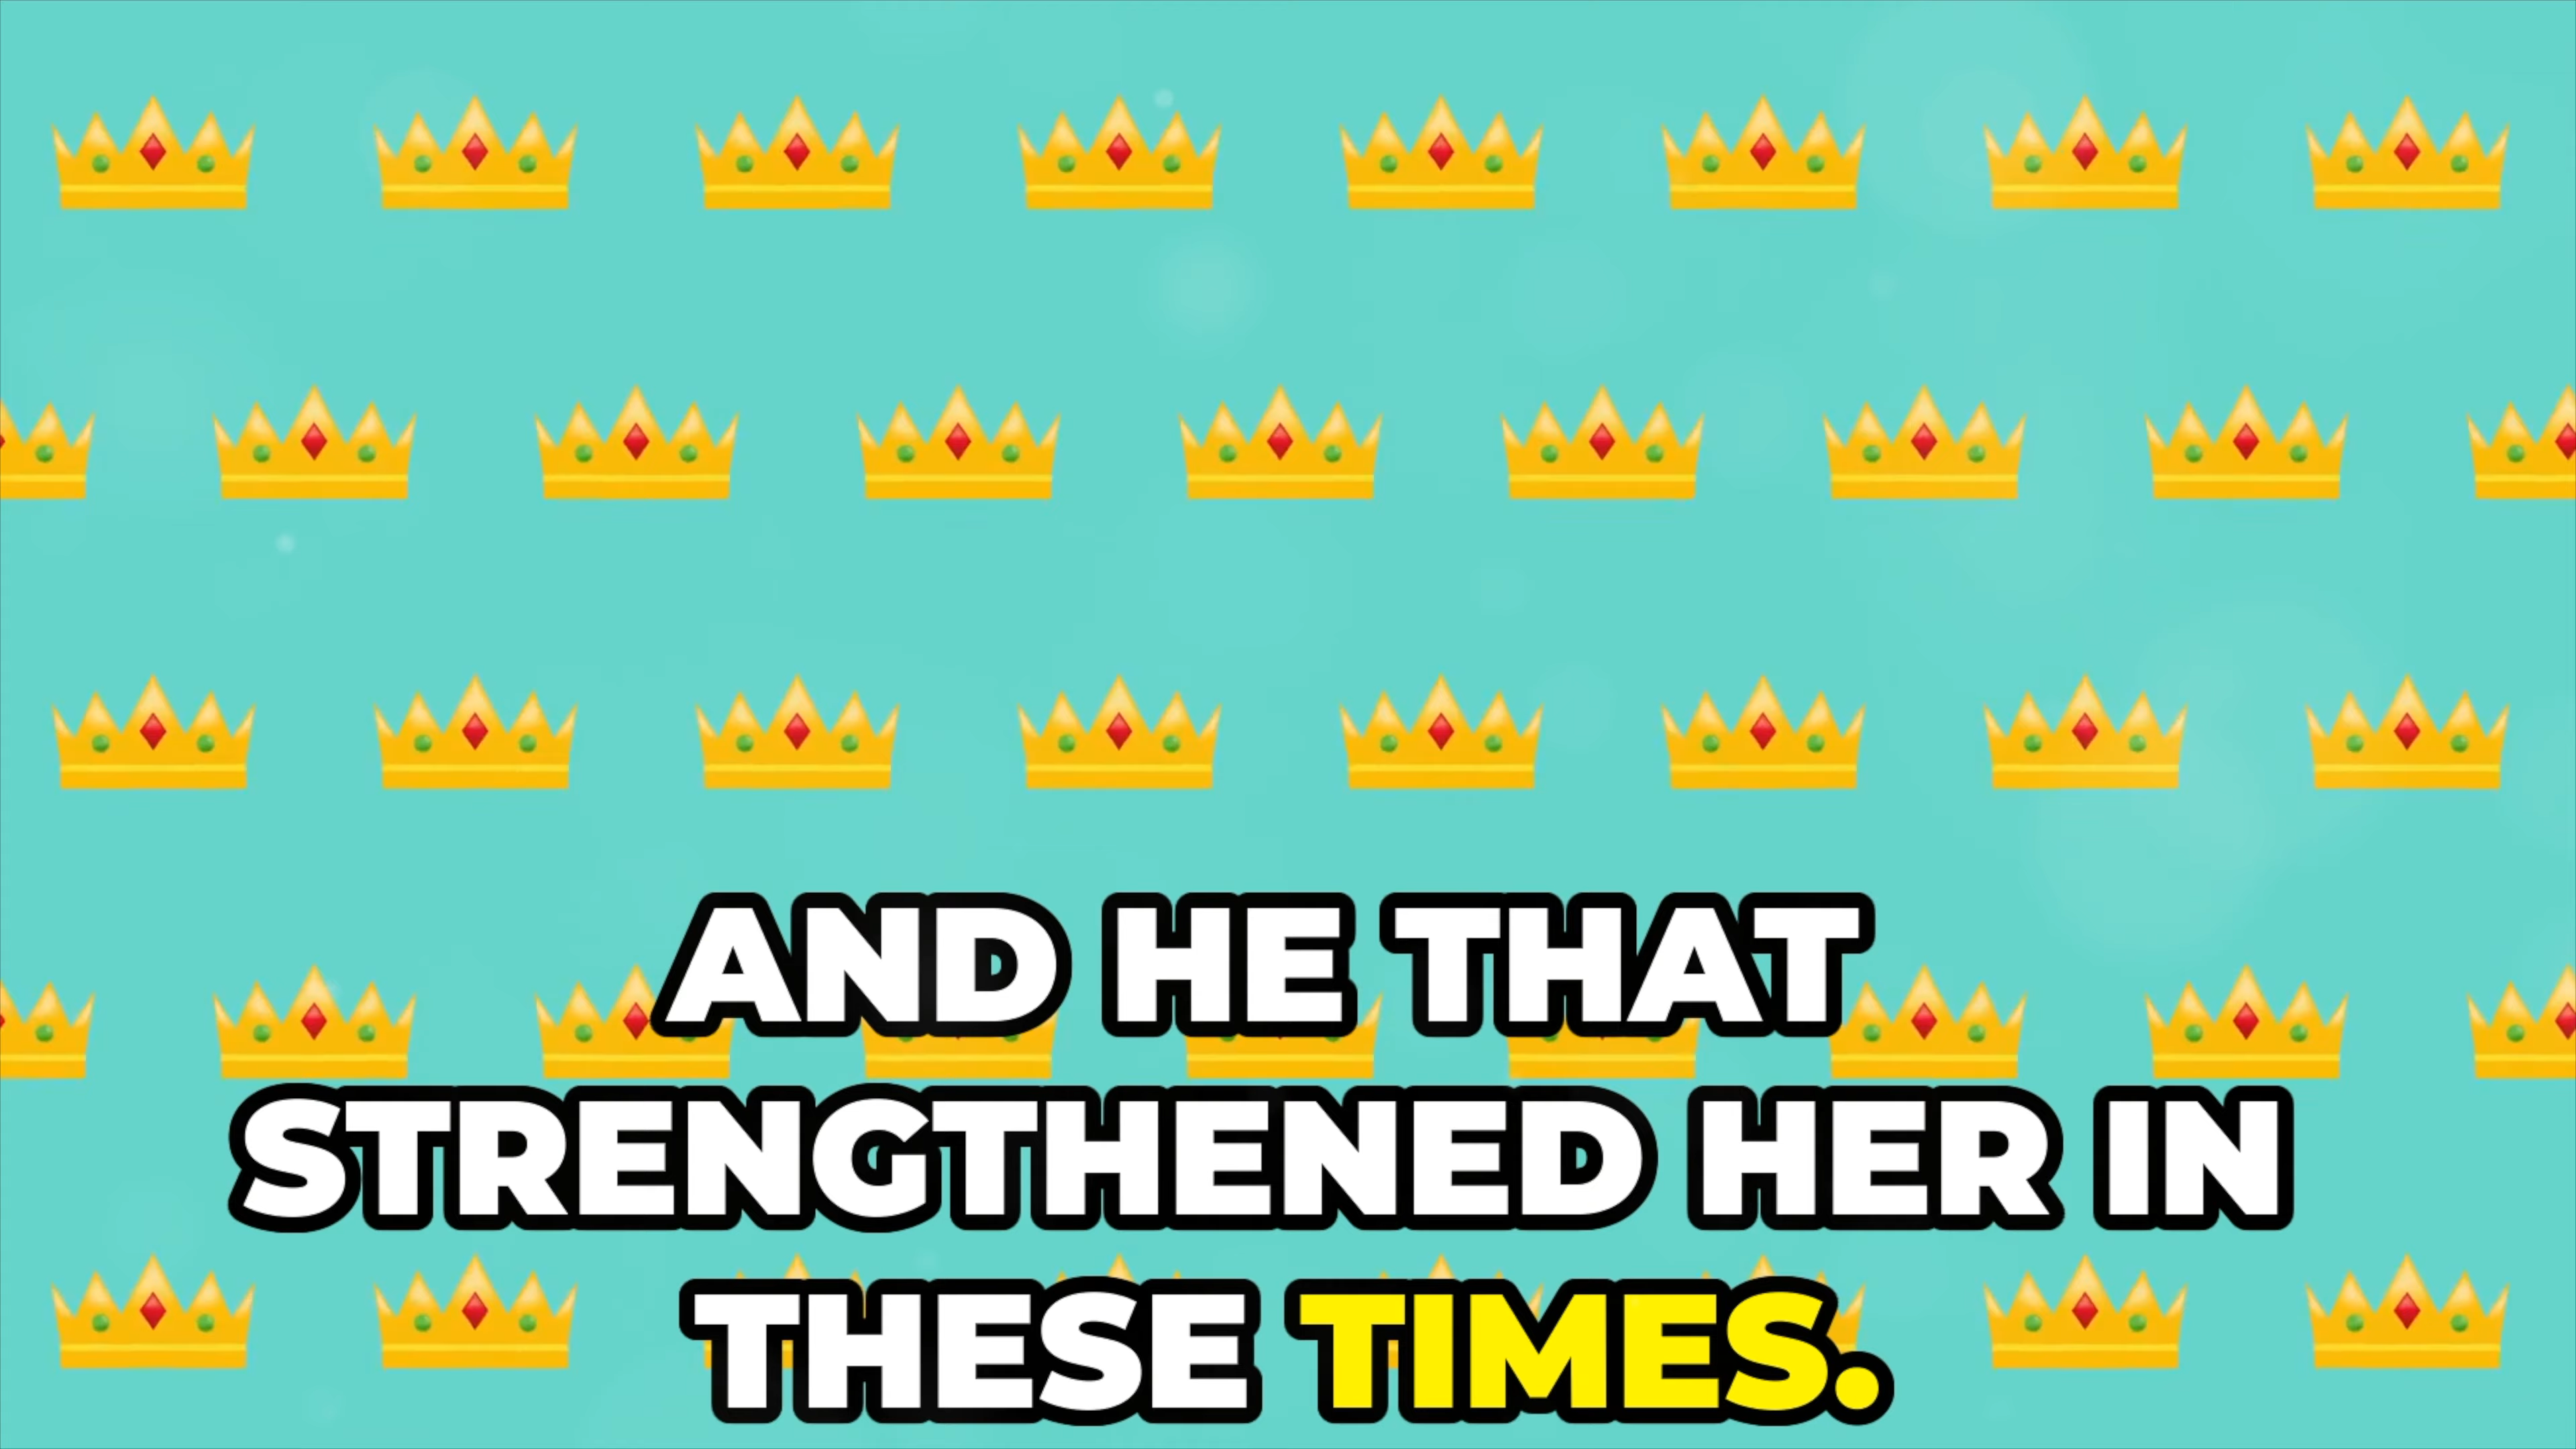 AND HE THAT
STRENGTHENED HER IN
THESE TIMES.